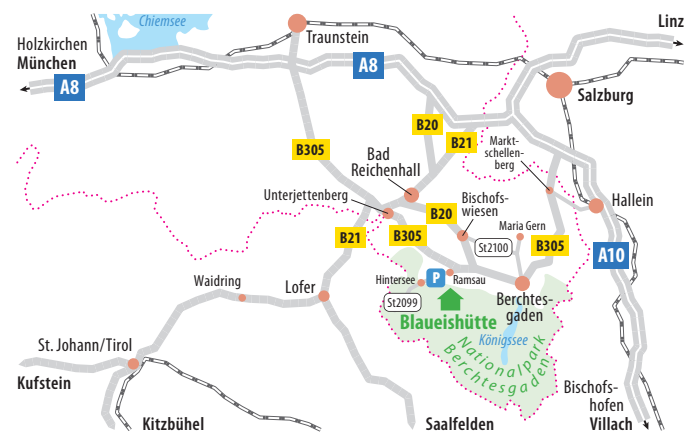 Chiemsee
Linz
Traunstein
Holzkirchen
München
A8
A8
Salzburg
B20
B21
B305
Markt-
schellen-
berg
Bad
Reichenhall
Unterjettenberg
Bischofs-
wiesen
Hallein
B20
Maria Gern
B21
B305
St2100
B305
A10
Waidring
Lofer
Hintersee
P
Ramsau
St2099
Berchtes-
gaden
Blaueishütte
Königssee
Nationalpark
Berchtesgaden
St. Johann/Tirol
Kufstein
Kitzbühel
Saalfelden
Bischofs-
hofen
Villach